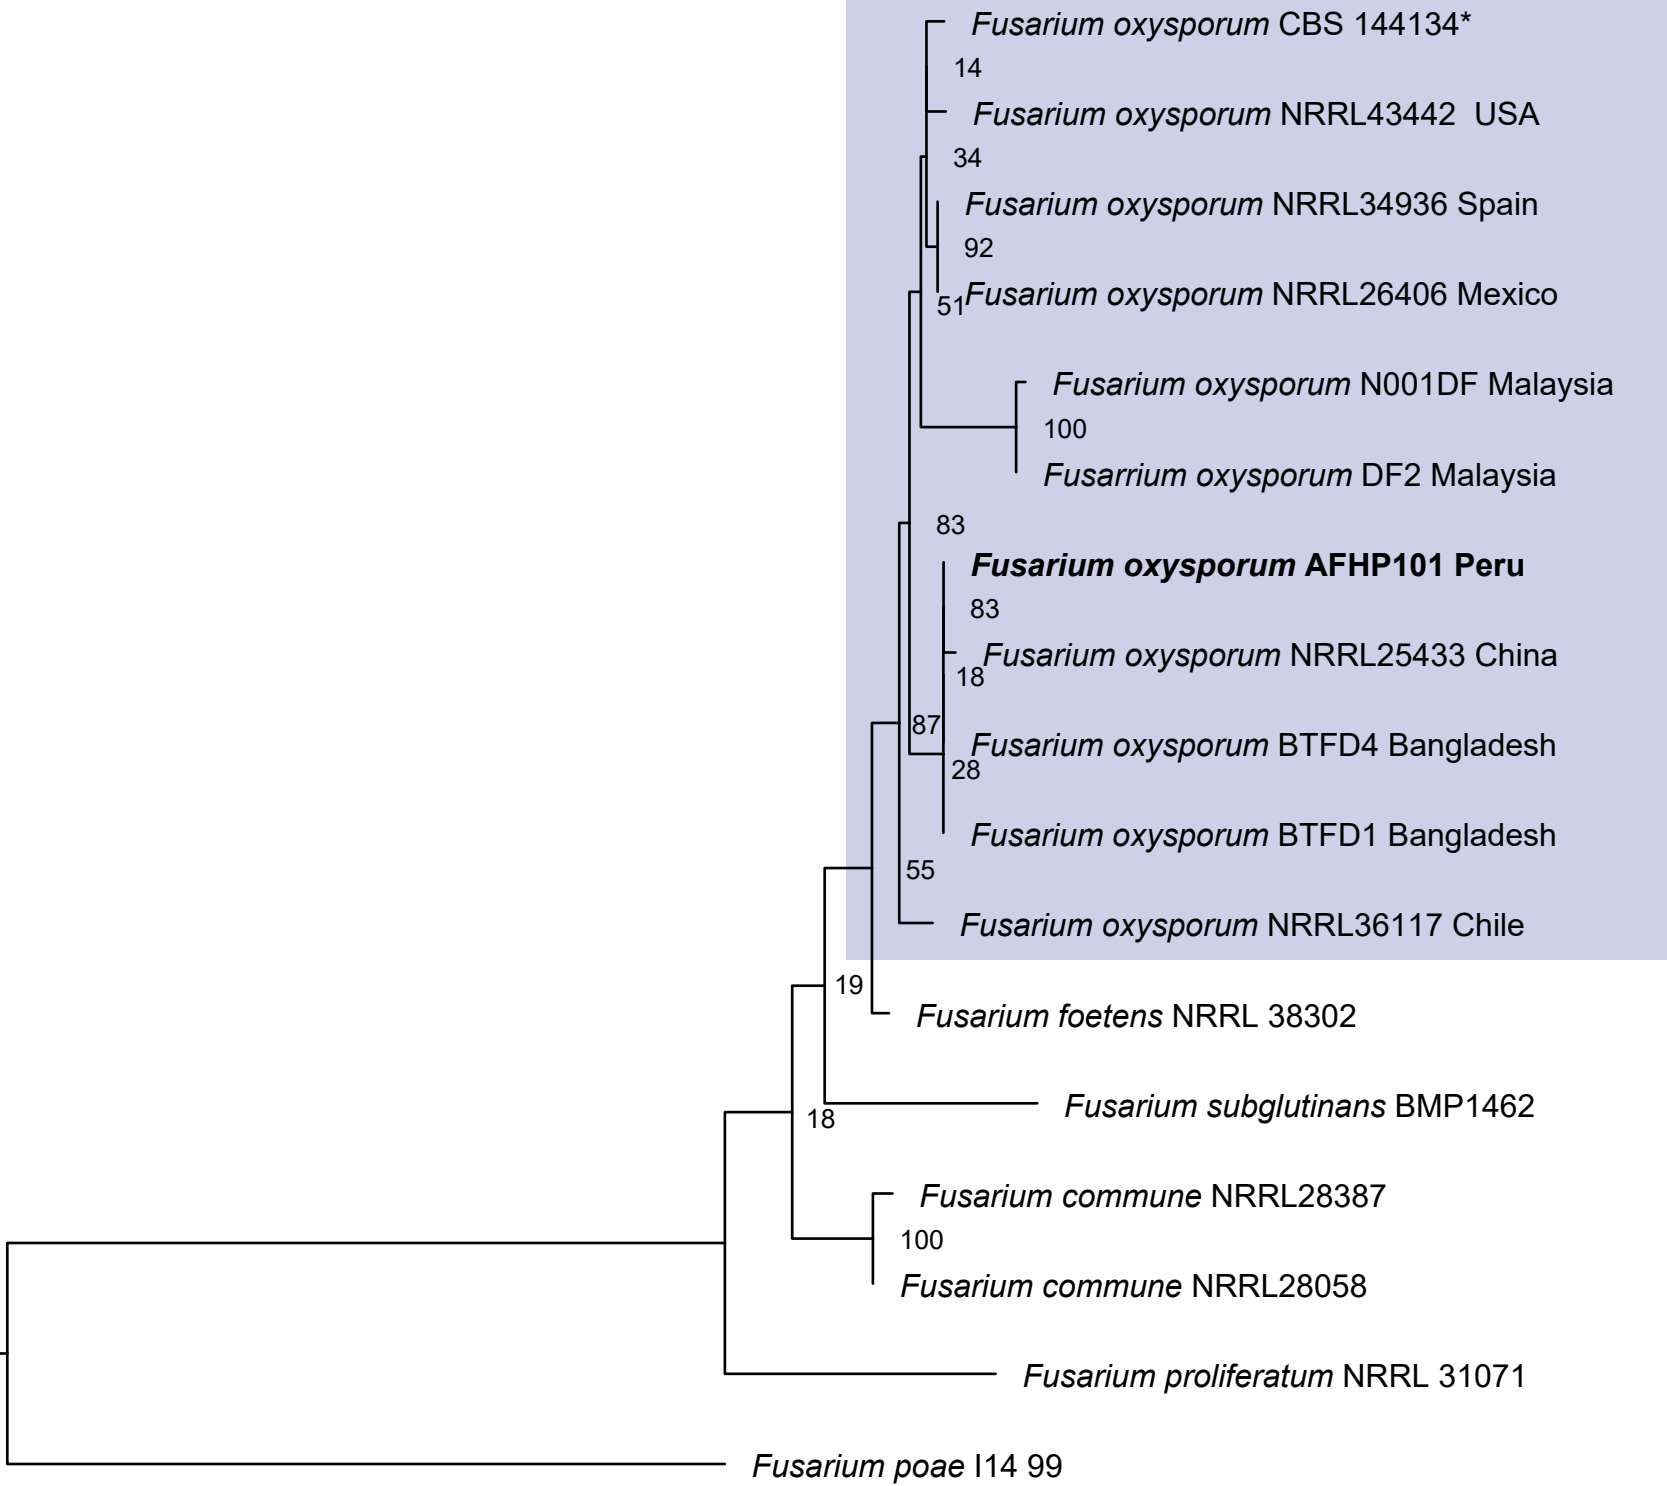 Fusarium oxysporum CBS 144134*
14
Fusarium oxysporum NRRL43442 USA
34
Fusarium oxysporum NRRL34936 Spain
92
Fusarium oxysporum NRRL26406 Mexico
51
Fusarium oxysporum N001DF Malaysia
100
Fusarrium oxysporum DF2 Malaysia
83
Fusarium oxysporum AFHP101 Peru
83
Fusarium oxysporum NRRL25433 China
18
87
Fusarium oxysporum BTFD4 Bangladesh
28
Fusarium oxysporum BTFD1 Bangladesh
55
Fusarium oxysporum NRRL36117 Chile
19
Fusarium foetens NRRL 38302
Fusarium subglutinans BMP1462
18
Fusarium commune NRRL28387
100
Fusarium commune NRRL28058
Fusarium proliferatum NRRL 31071
Fusarium poae I14 99